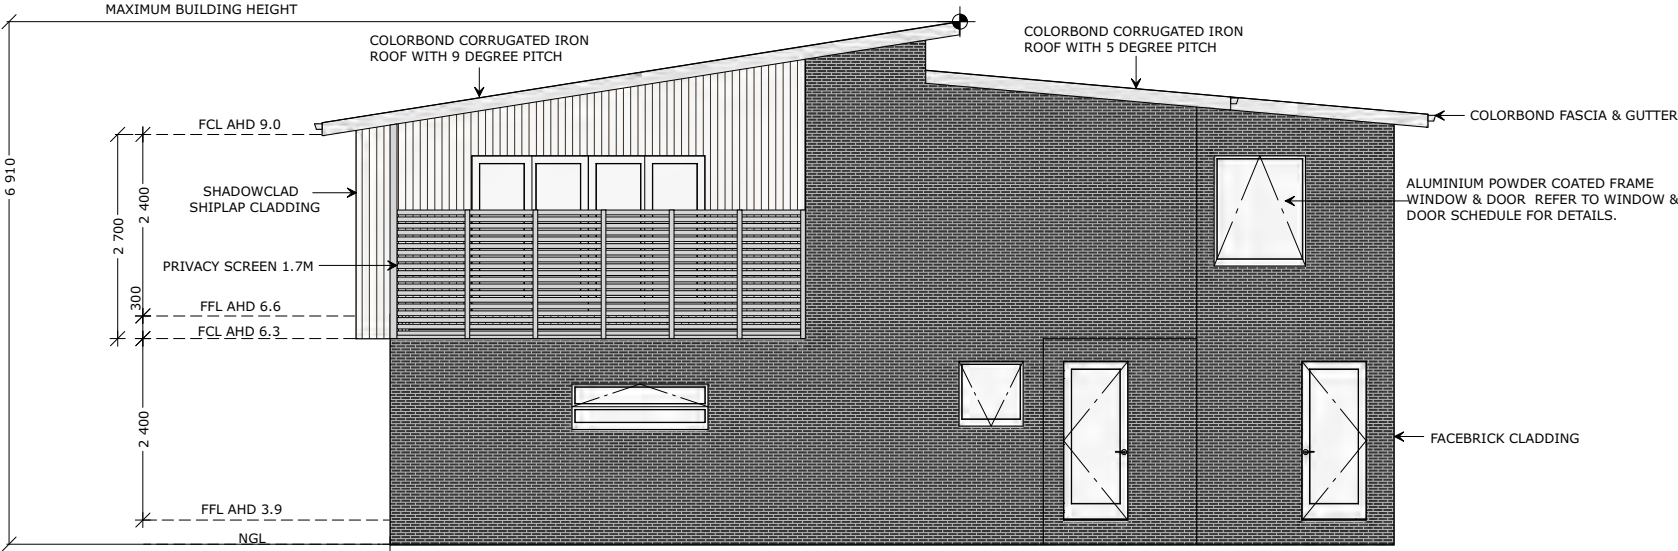 MAXIMUM BUILDING HEIGHT
COLORBOND CORRUGATED IRON
ROOF WITH 9 DEGREE PITCH
COLORBOND CORRUGATED IRON
ROOF WITH 5 DEGREE PITCH
FCL AHD 9.0
COLORBOND FASCIA & GUTTER
6 910
2 400
2 700
SHADOWCLAD
SHIPLAP CLADDING
ALUMINIUM POWDER COATED FRAME
WINDOW & DOOR REFER TO WINDOW &
DOOR SCHEDULE FOR DETAILS.
PRIVACY SCREEN 1.7M
300
FFL AHD 6.6
FCL AHD 6.3
2 400
FACEBRICK CLADDING
FFL AHD 3.9
NGL